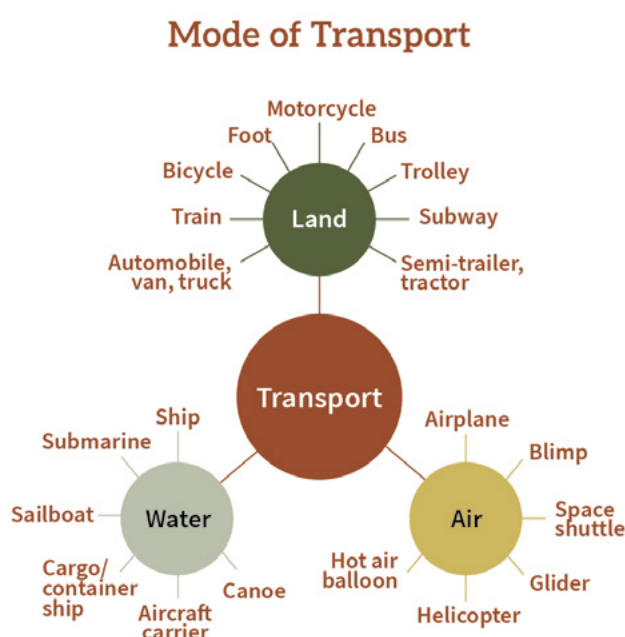 Mode of Transport
Motorcycle
Foot
Bus
Bicycle
Trolley
Train
Land
Subway
Automobile,
van, truck
Semi-trailer,
tractor
Transport
Ship
Airplane
Submarine
Blimp
Sailboat
Water
Air
Space
shuttle
Cargo/
container
ship
Canoe
Aircraft
carrier
Hot air
balloon
Glider
Helicopter